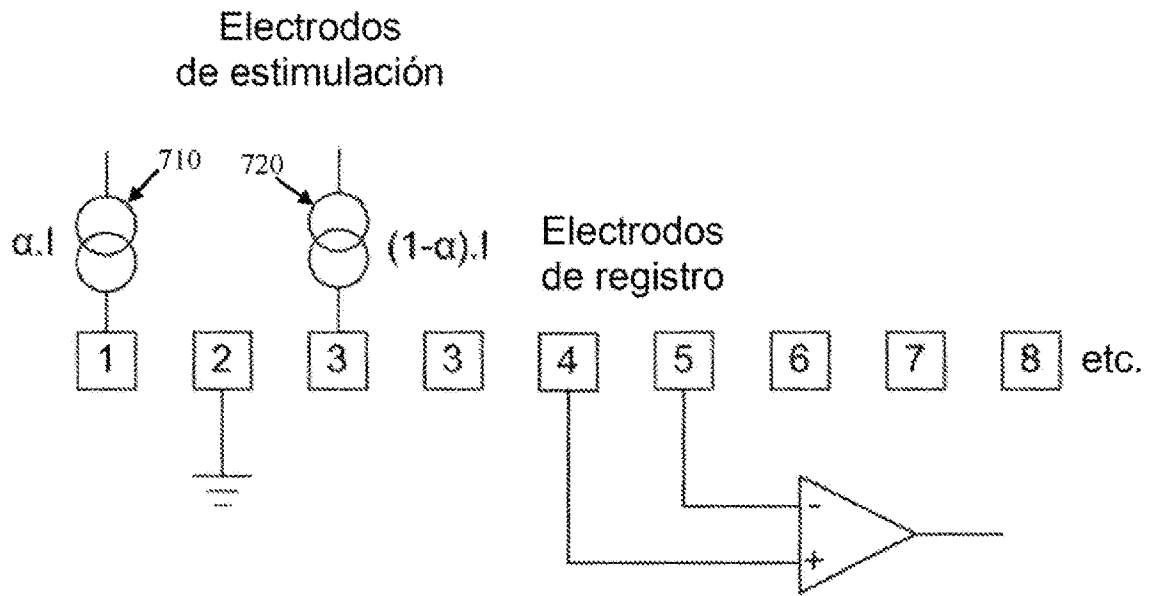 Electrodos
de estimulación
710
720
α.I
(1-α).I
Electrodos
de registro
1 2 3 3 4 5 6 7 8 etc.
-
+